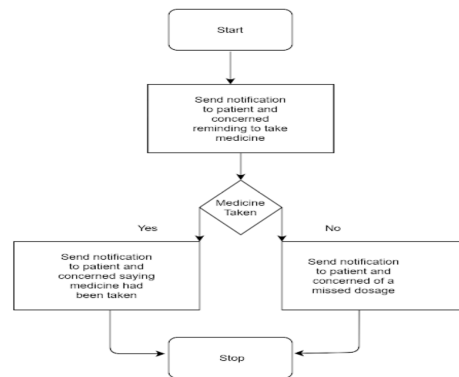 Start
Send notification
to patient and
concerned
reminding to take
medicine
Medicine
Taken
Yes
No
Send notification
to patient and
concerned saying
medicine had
been taken
Send notification
to patient and
concerned of a
missed dosage
Stop